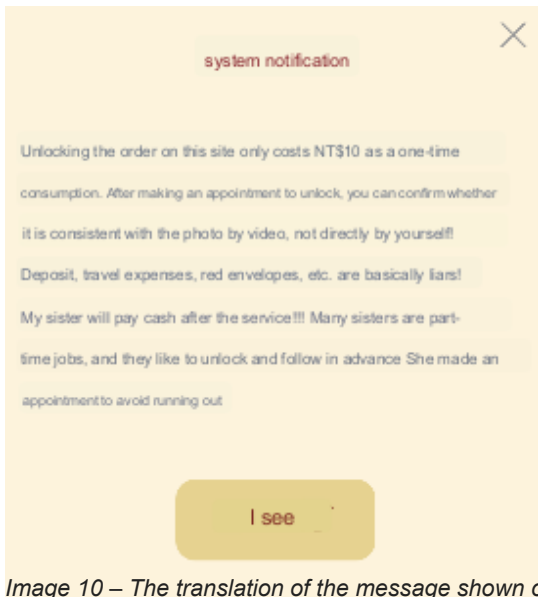 system notification
Unlocking the order on this site only costs NT$10 as a one-time
consumption. After making an appointment to unlock, you can confirm whether
it is consistent with the photo by video, not directly by yourself!
Deposit, travel expenses, red envelopes, etc. are basically liars!
My sister will pay cash after the service!!! Many sisters are part-
time jobs, and they like to unlock and follow in advance She made an
appointment to avoid running out
I see
Image 10 – The translation of the message shown